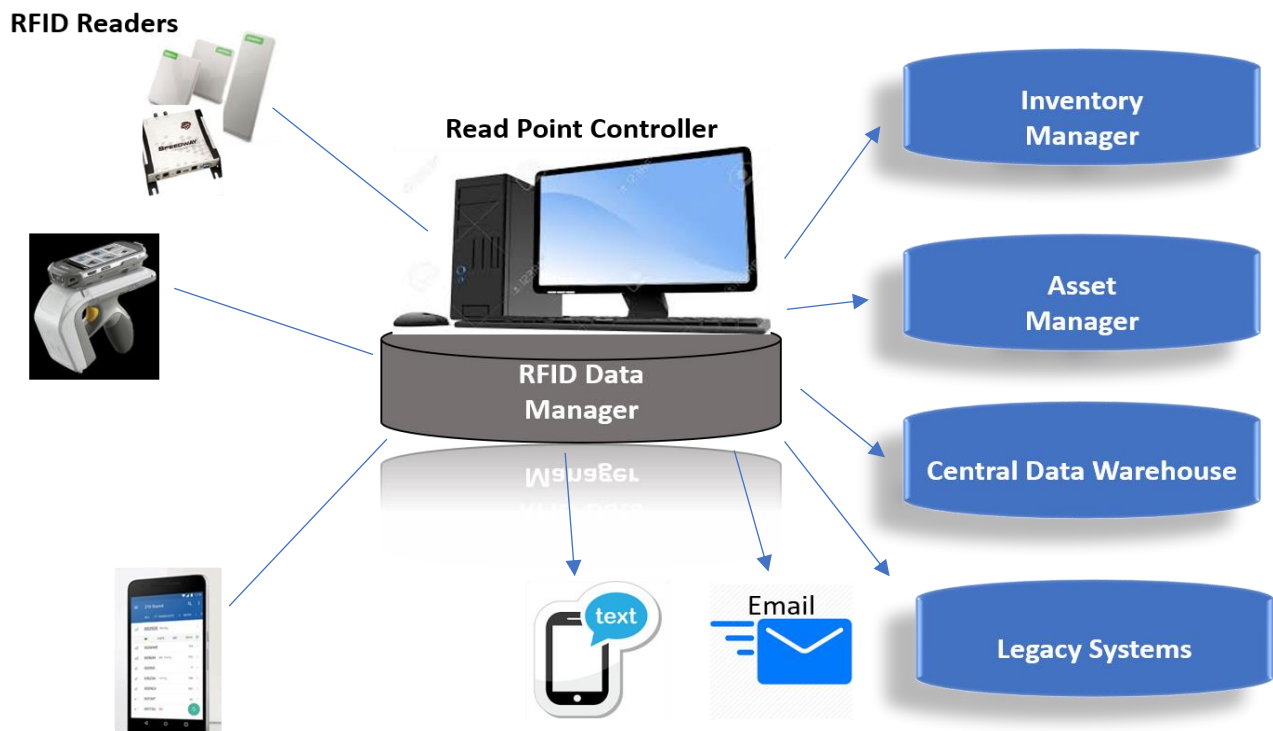 RFID Readers
SPEEDWAY
Read Point Controller
RFID Data
Manager
Inventory
Manager
Asset
Manager
Central Data Warehouse
Legacy Systems
text
Email